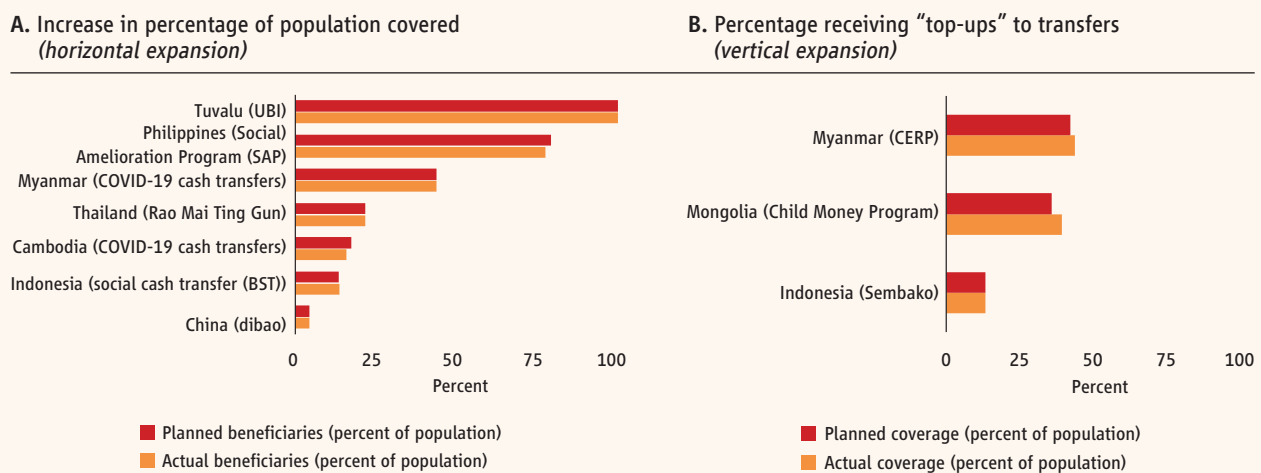 A. Increase in percentage of population covered
(horizontal expansion)
Tuvalu (UBI)
Philippines (Social)
Amelioration Program (SAP)
Myanmar (COVID-19 cash transfers)
Thailand (Rao Mai Ting Gun)
Cambodia (COVID-19 cash transfers)
Indonesia (social cash transfer (BST))
China (dibao)
0 25 50 75 100
Percent
Planned beneficiaries (percent of population)
Actual beneficiaries (percent of population)
B. Percentage receiving “top-ups” to transfers
(vertical expansion)
Myanmar (CERP)
Mongolia (Child Money Program)
Indonesia (Sembako)
0 25 50 75 100
Percent
Planned coverage (percent of population)
Actual coverage (percent of population)